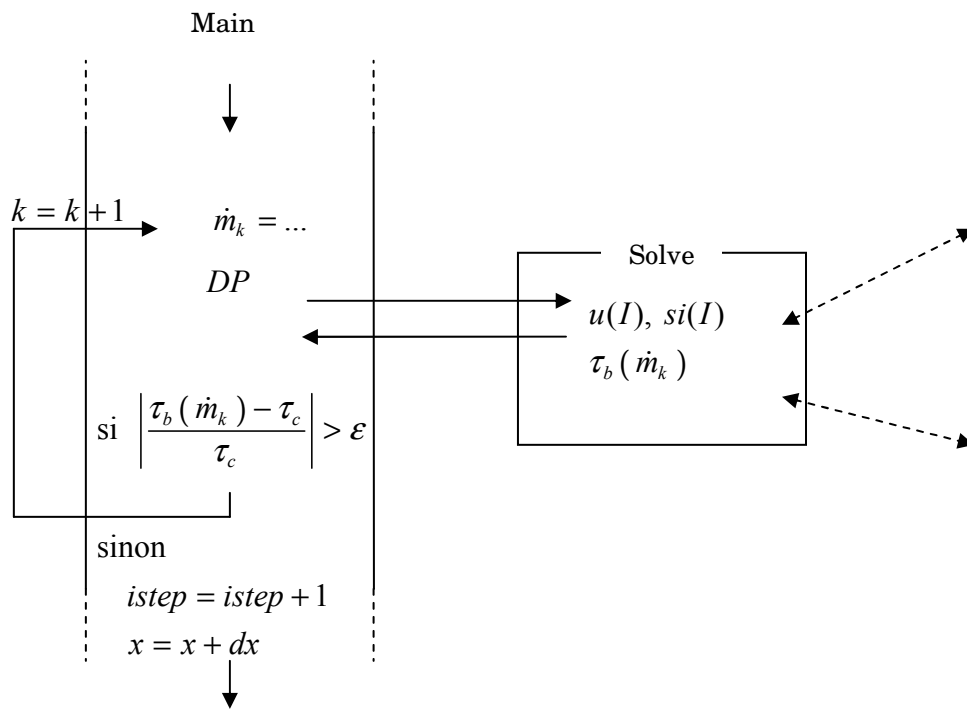 Main
k = k + 1
ṁ_k = ...
DP
Solve
u(I), si(I)
τ_b(ṁ_k)
si |(τ_b(ṁ_k) − τ_c) / τ_c| > ε
sinon
istep = istep + 1
x = x + dx